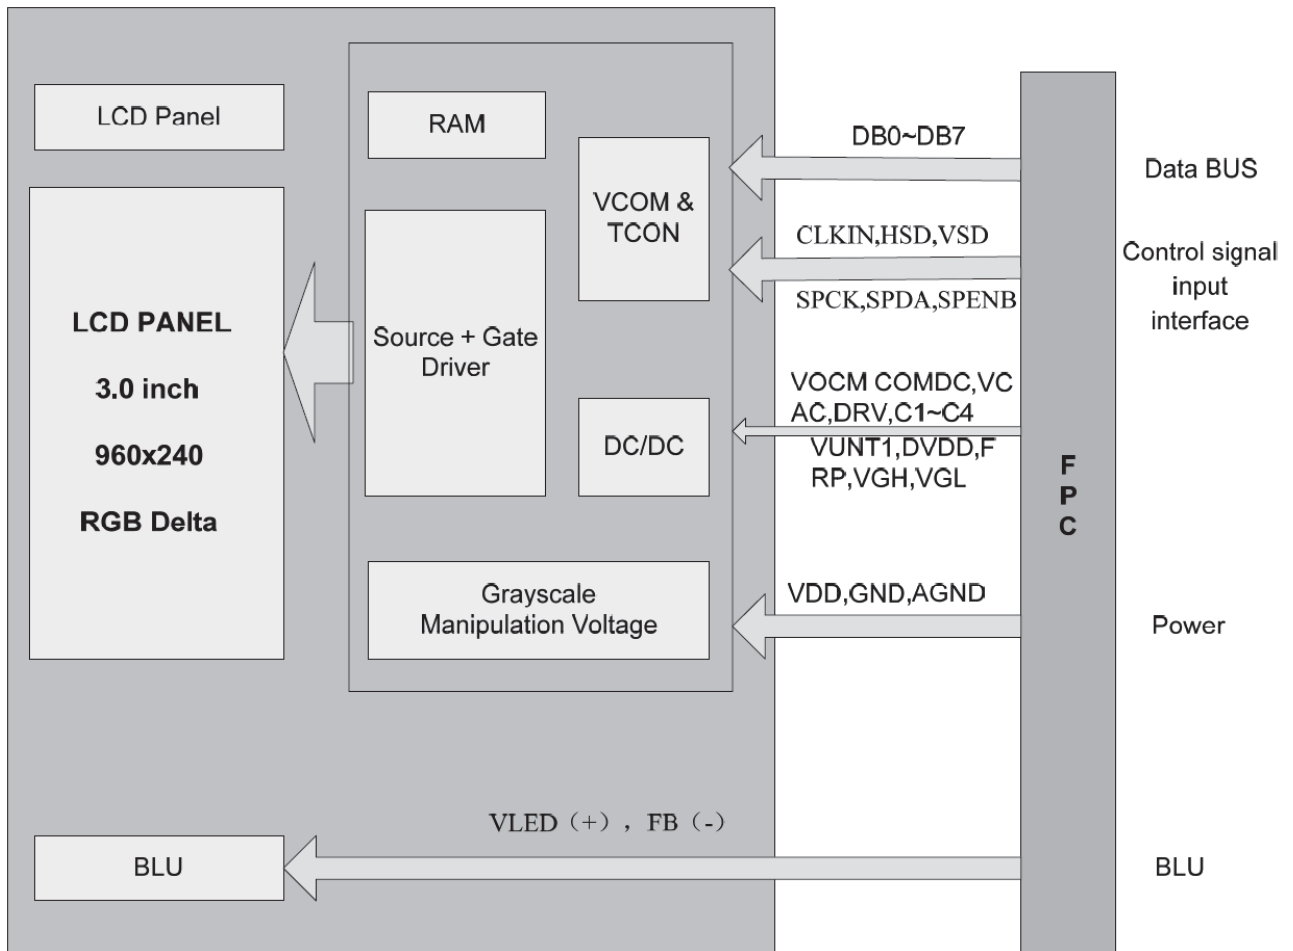 LCD Panel
RAM
VCOM &
TCON
DB0~DB7
Data BUS
CLKIN,HSD,VSD
SPCK,SPDA,SPENB
Control signal
input
interface
LCD PANEL
3.0 inch
960x240
RGB Delta
Source + Gate
Driver
DC/DC
VOCM COMDC,VC
AC,DRV,C1~C4
VUNT1,DVDD,F
RP,VGH,VGL
F
P
C
Grayscale
Manipulation Voltage
VDD,GND,AGND
Power
VLED（+）, FB（-）
BLU
BLU